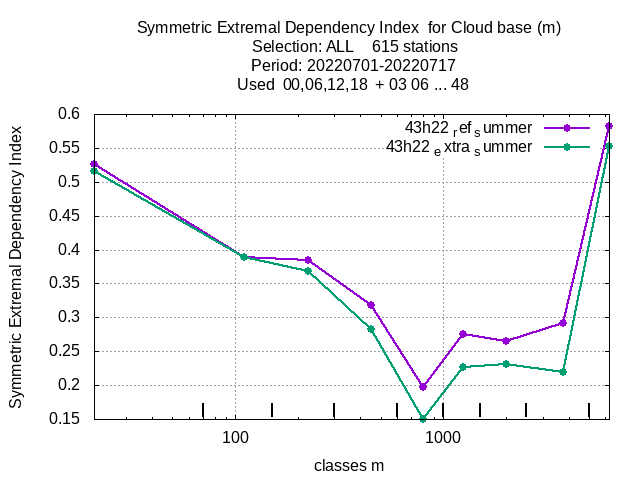 Symmetric Extremal Dependency Index for Cloud base (m)
Selection: ALL 615 stations
Period: 20220701-20220717
Used 00,06,12,18 + 03 06 ... 48
43h22 ref summer
43h22 extra summer
Symmetric Extremal Dependency Index
0.6
0.55
0.5
0.45
0.4
0.35
0.3
0.25
0.2
0.15
100
1000
classes m